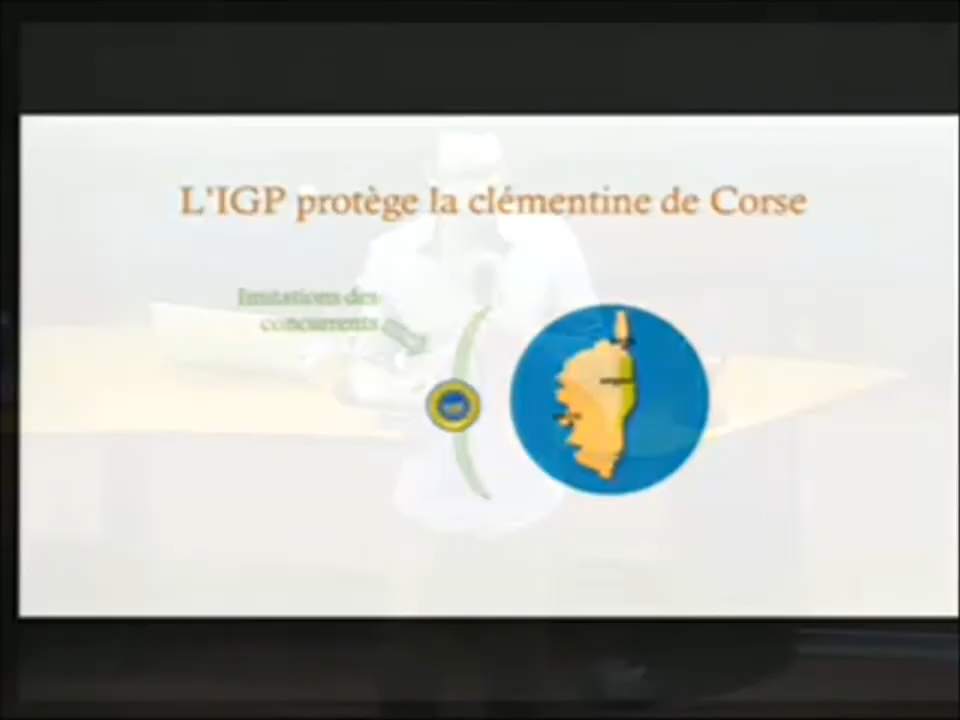 L'IGP protège la clémentine de Corse
Imitations des
concurrents